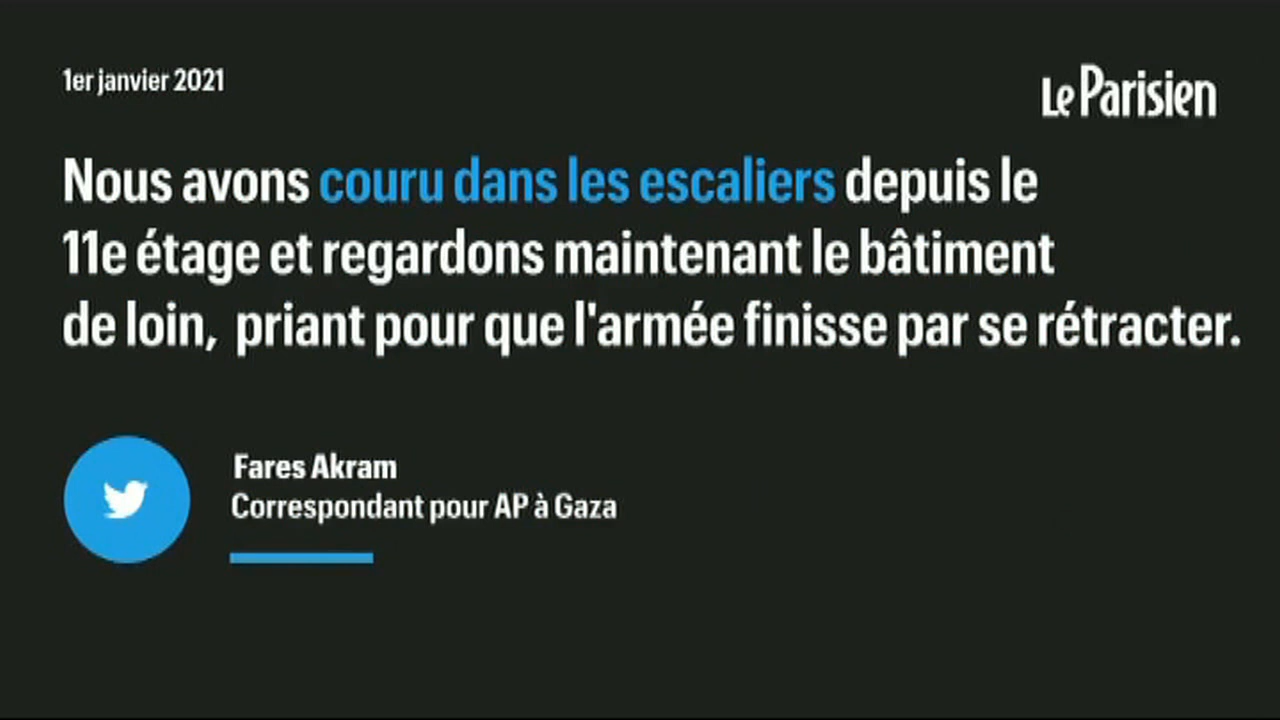 1er janvier 2021
Le Parisien
Nous avons couru dans les escaliers depuis le
11e étage et regardons maintenant le bâtiment
de loin, priant pour que l'armée finisse par se rétracter.
Fares Akram
Correspondant pour AP à Gaza